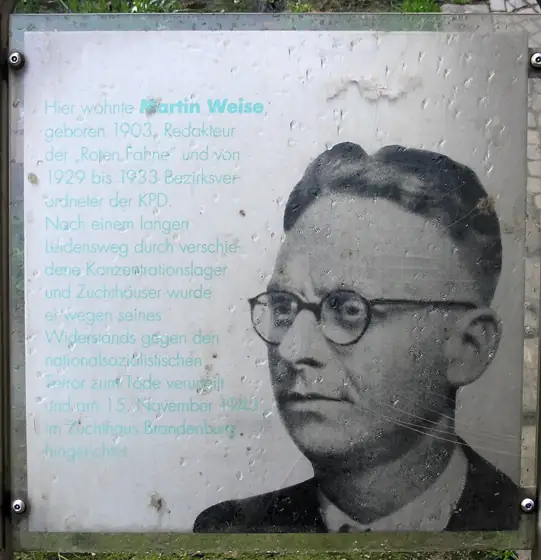 Hier wohnte Martin Weise,
geboren 1903, Redakteur
der „Roten Fahne“ und von
1929 bis 1933 Bezirksver-
ordneter der KPD.
Nach einem langen
Leidensweg durch verschie-
dene Konzentrationslager
und Zuchthäuser wurde
er wegen seines
Widerstands gegen den
nationalsozialistischen
Terror zum Tode verurteilt
und am 15. November 1943
im Zuchthaus Brandenburg
hingerichtet